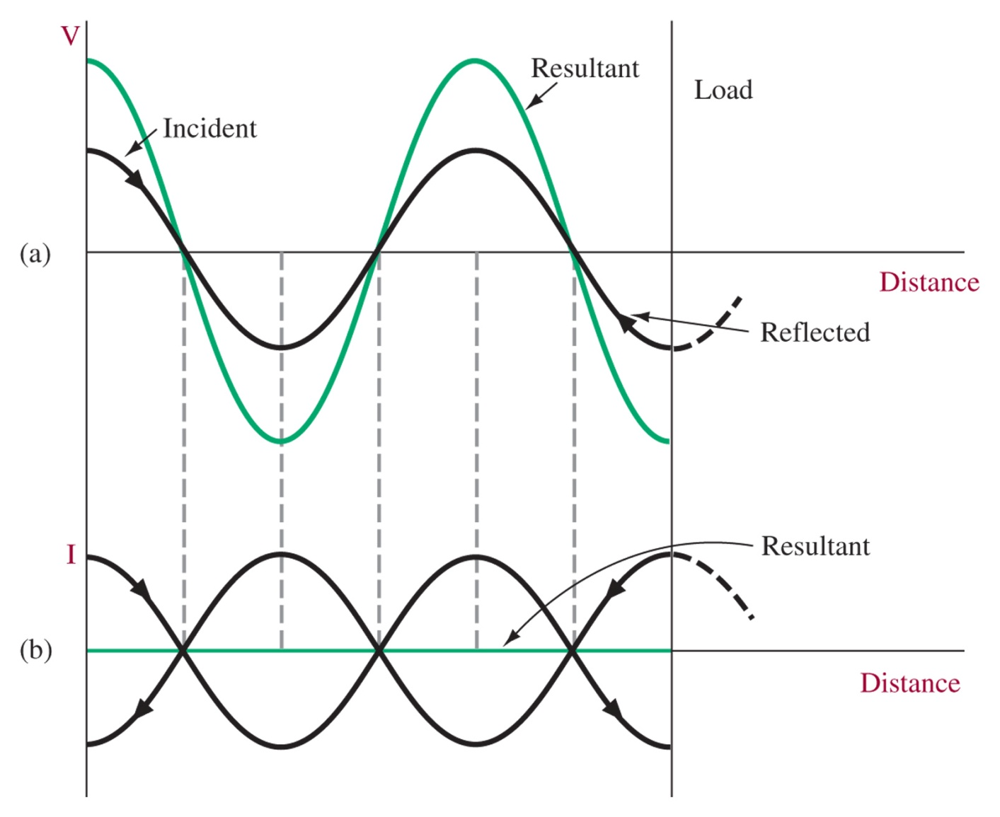 V
Resultant
Load
Incident
(a)
Distance
Reflected
I
Resultant
(b)
Distance